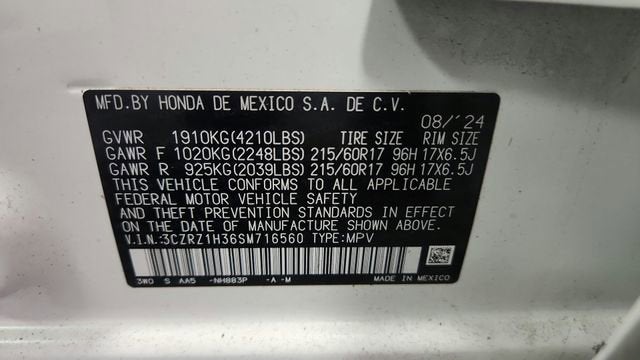 MFD.BY HONDA DE MEXICO S.A. DE C.V.
08/'24
GVWR 1910KG(4210LBS) TIRE SIZE RIM SIZE
GAWR F 1020KG(2248LBS) 215/60R17 96H 17X6.5J
GAWR R 925KG(2039LBS) 215/60R17 96H 17X6.5J
THIS VEHICLE CONFORMS TO ALL APPLICABLE
FEDERAL MOTOR VEHICLE SAFETY
AND THEFT PREVENTION STANDARDS IN EFFECT
ON THE DATE OF MANUFACTURE SHOWN ABOVE.
V.I.N.:3CZRZ1H36SM716560 TYPE:MPV
3W0 S AA5 -NH883P -A -M MADE IN MEXICO